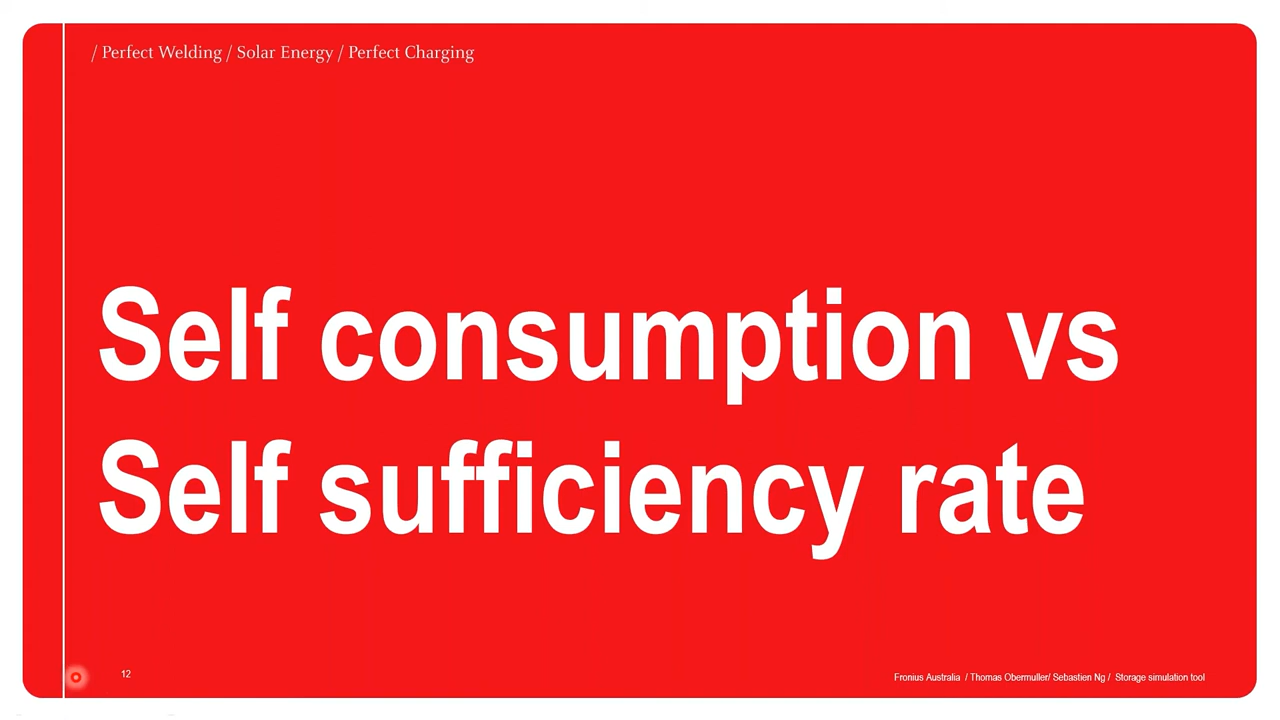 / Perfect Welding / Solar Energy / Perfect Charging
Self consumption vs
Self sufficiency rate
12
Fronius Australia / Thomas Obermuller/ Sebastien Ng / Storage simulation tool